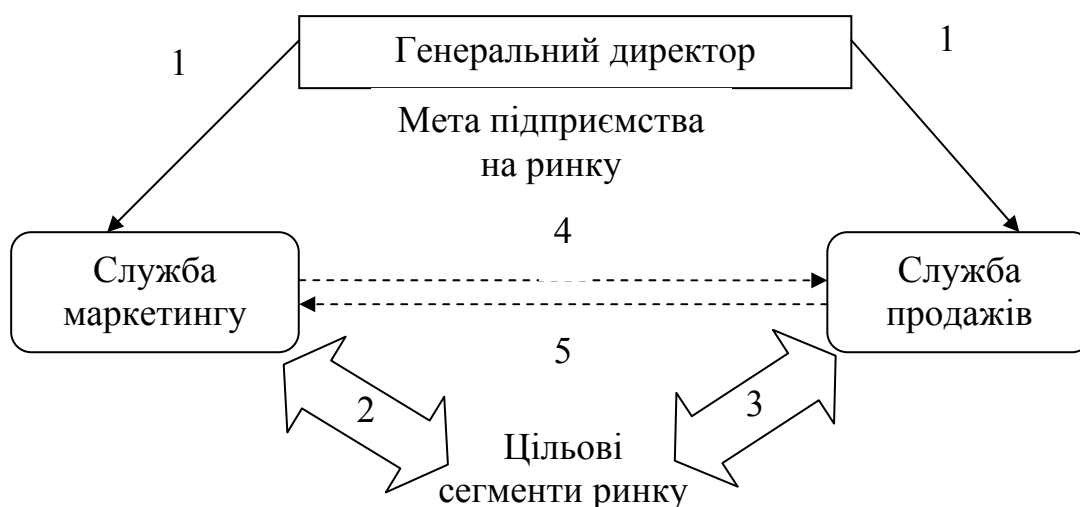 1
Генеральний директор
1
Мета підприємства
на ринку
4
Служба
маркетингу
Служба
продажів
5
2
3
Цільові
сегменти ринку